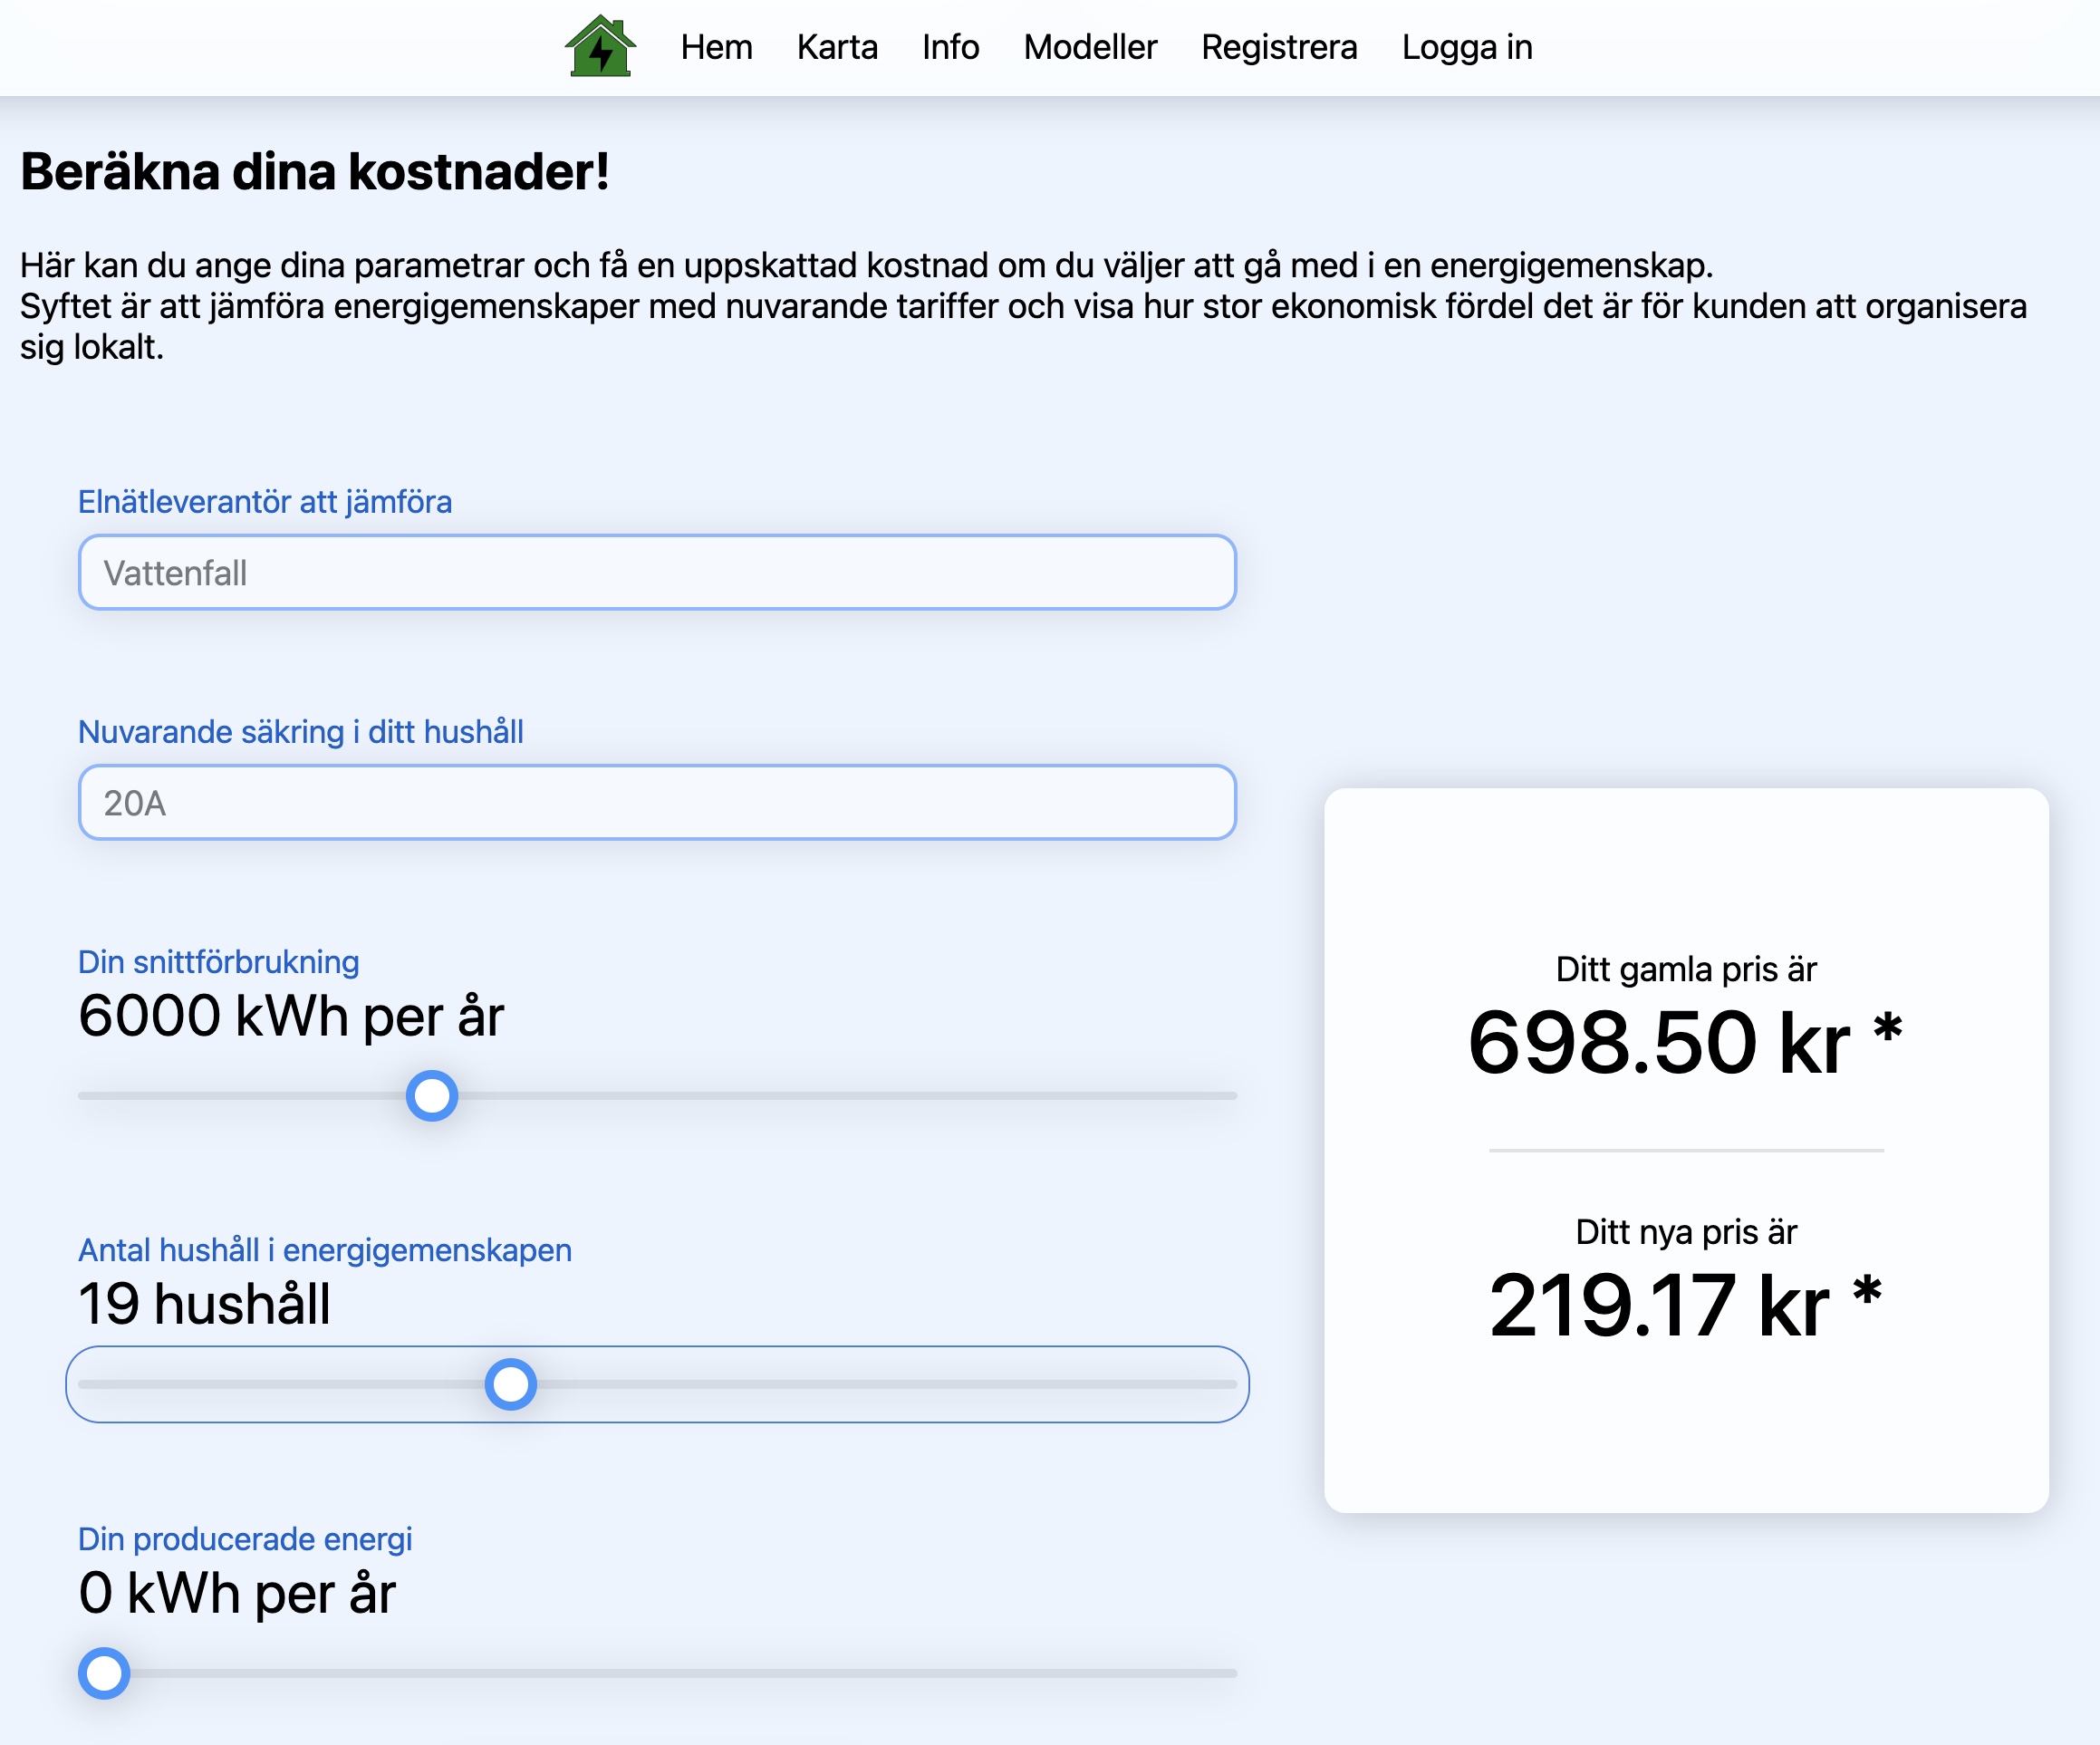 Hem Karta Info Modeller Registrera Logga in
Beräkna dina kostnader!
Här kan du ange dina parametrar och få en uppskattad kostnad om du väljer att gå med i en energigemenskap.
Syftet är att jämföra energigemenskaper med nuvarande tariffer och visa hur stor ekonomisk fördel det är för kunden att organisera
sig lokalt.
Elnätleverantör att jämföra
Vattenfall
Nuvarande säkring i ditt hushåll
20A
Din snittförbrukning
6000 kWh per år
Antal hushåll i energigemenskapen
19 hushåll
Din producerade energi
0 kWh per år
Ditt gamla pris är
698.50 kr *
Ditt nya pris är
219.17 kr *